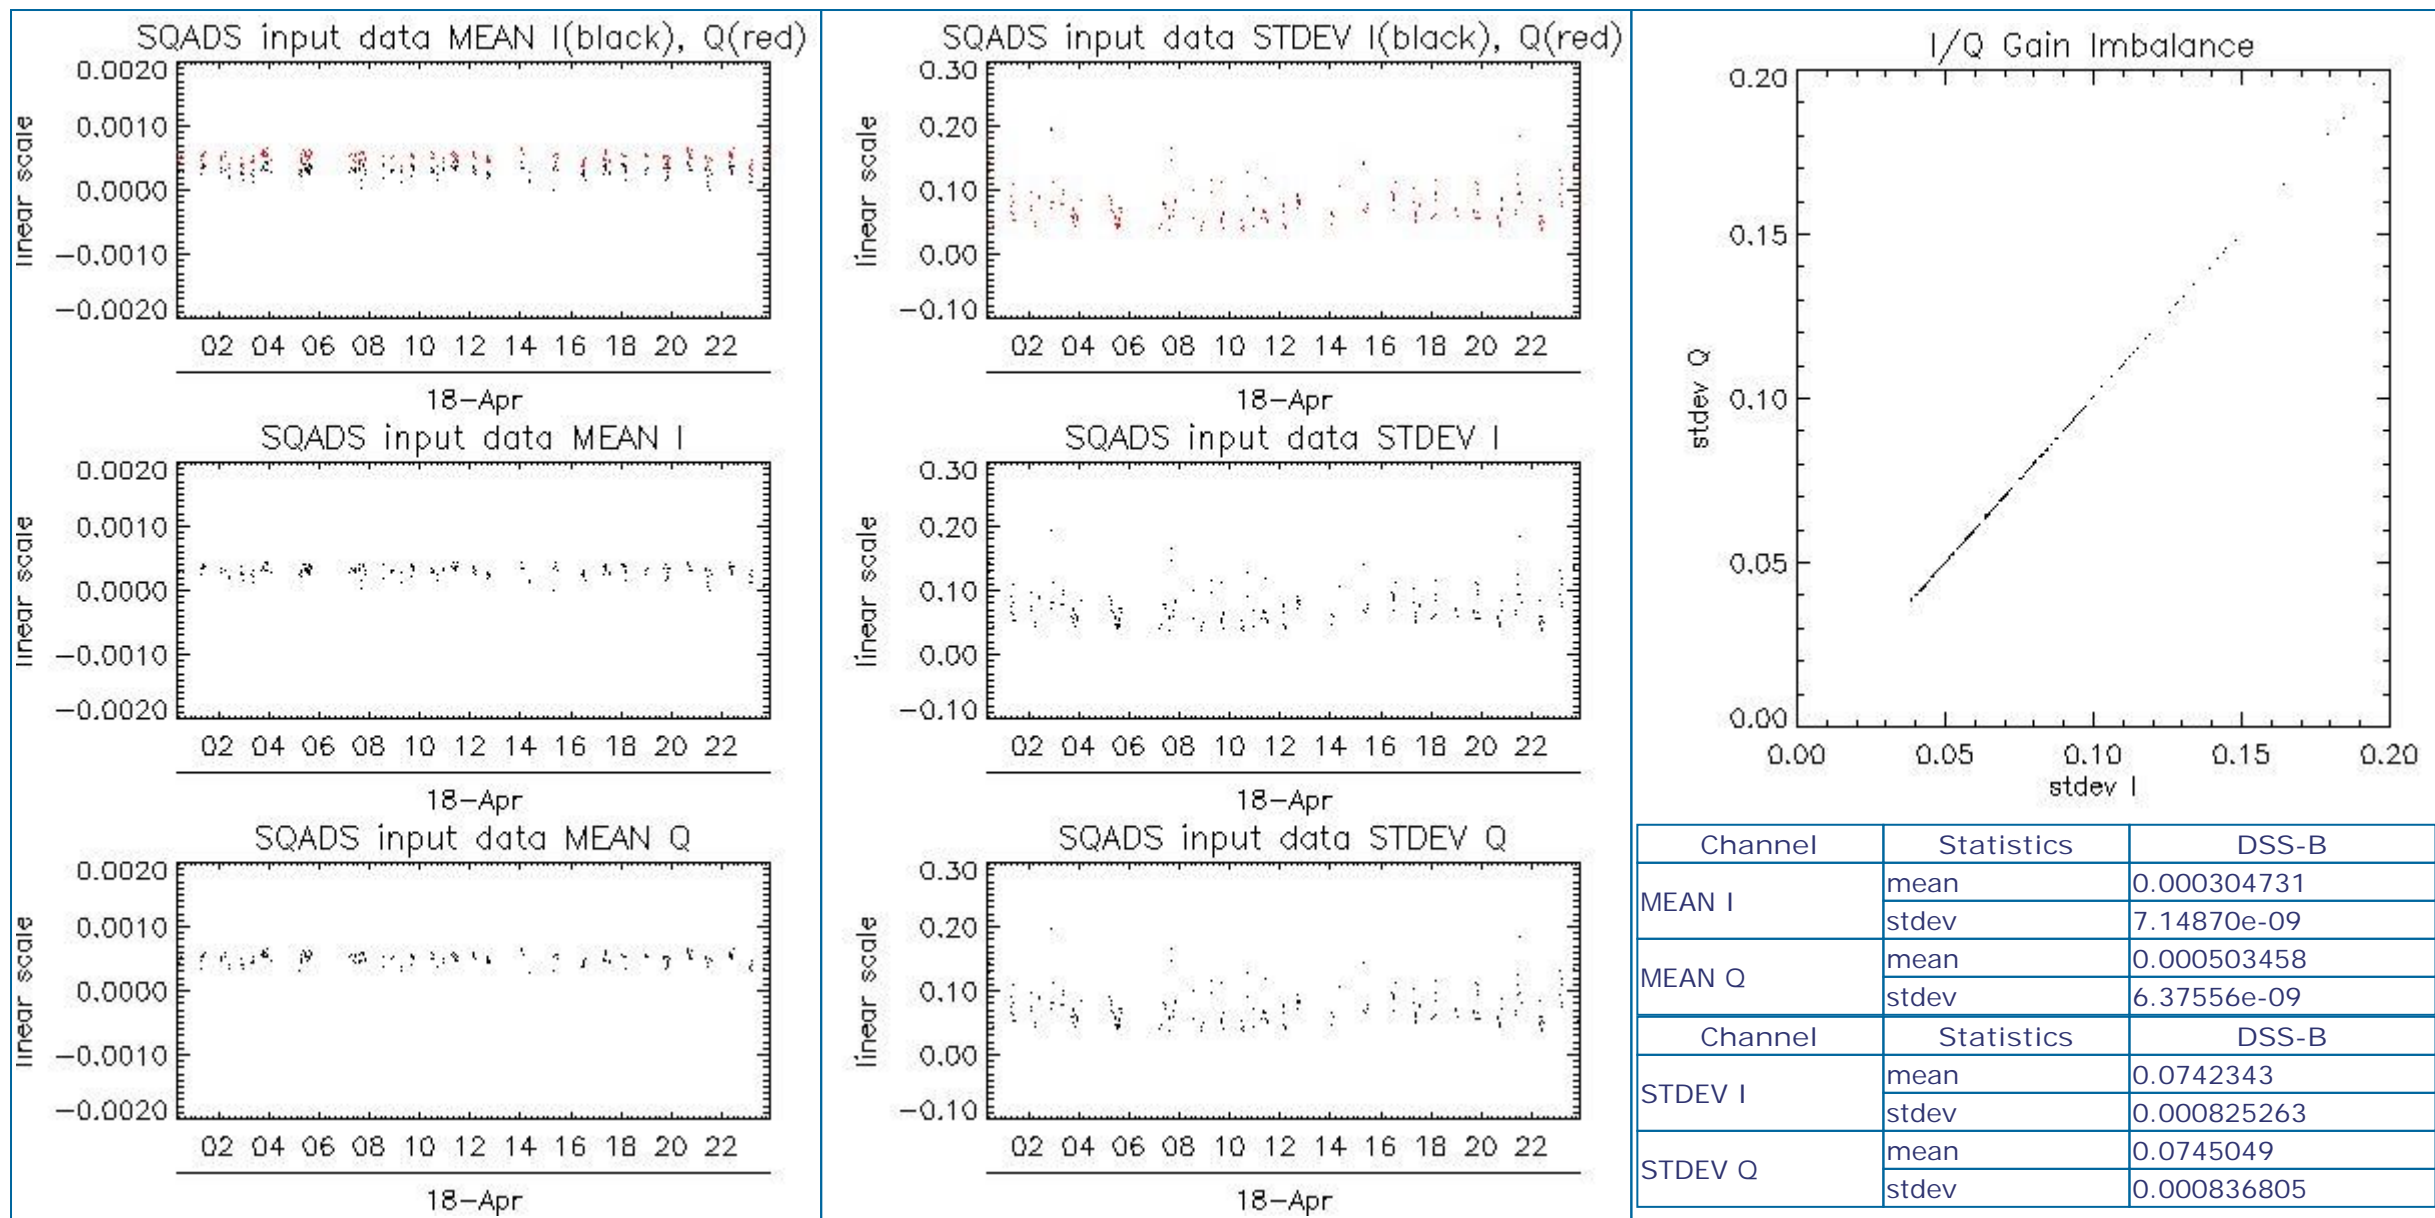 SQADS input data MEAN I(black), Q(red)
0.0020
0.0010
0.0000
−0.0010
−0.0020
linear scale
02 04 06 08 10 12 14 16 18 20 22
18−Apr
SQADS input data MEAN I
0.0020
0.0010
0.0000
−0.0010
−0.0020
linear scale
02 04 06 08 10 12 14 16 18 20 22
18−Apr
SQADS input data MEAN Q
0.0020
0.0010
0.0000
−0.0010
−0.0020
linear scale
02 04 06 08 10 12 14 16 18 20 22
18−Apr
SQADS input data STDEV I(black), Q(red)
0.30
0.20
0.10
0.00
−0.10
linear scale
02 04 06 08 10 12 14 16 18 20 22
18−Apr
SQADS input data STDEV I
0.30
0.20
0.10
0.00
−0.10
linear scale
02 04 06 08 10 12 14 16 18 20 22
18−Apr
SQADS input data STDEV Q
0.30
0.20
0.10
0.00
−0.10
linear scale
02 04 06 08 10 12 14 16 18 20 22
18−Apr
I/Q Gain Imbalance
0.20
0.15
0.10
0.05
0.00
stdev Q
0.00 0.05 0.10 0.15 0.20
stdev I
Channel Statistics DSS-B
MEAN I mean 0.000304731
stdev 7.14870e-09
MEAN Q mean 0.000503458
stdev 6.37556e-09
Channel Statistics DSS-B
STDEV I mean 0.0742343
stdev 0.000825263
STDEV Q mean 0.0745049
stdev 0.000836805